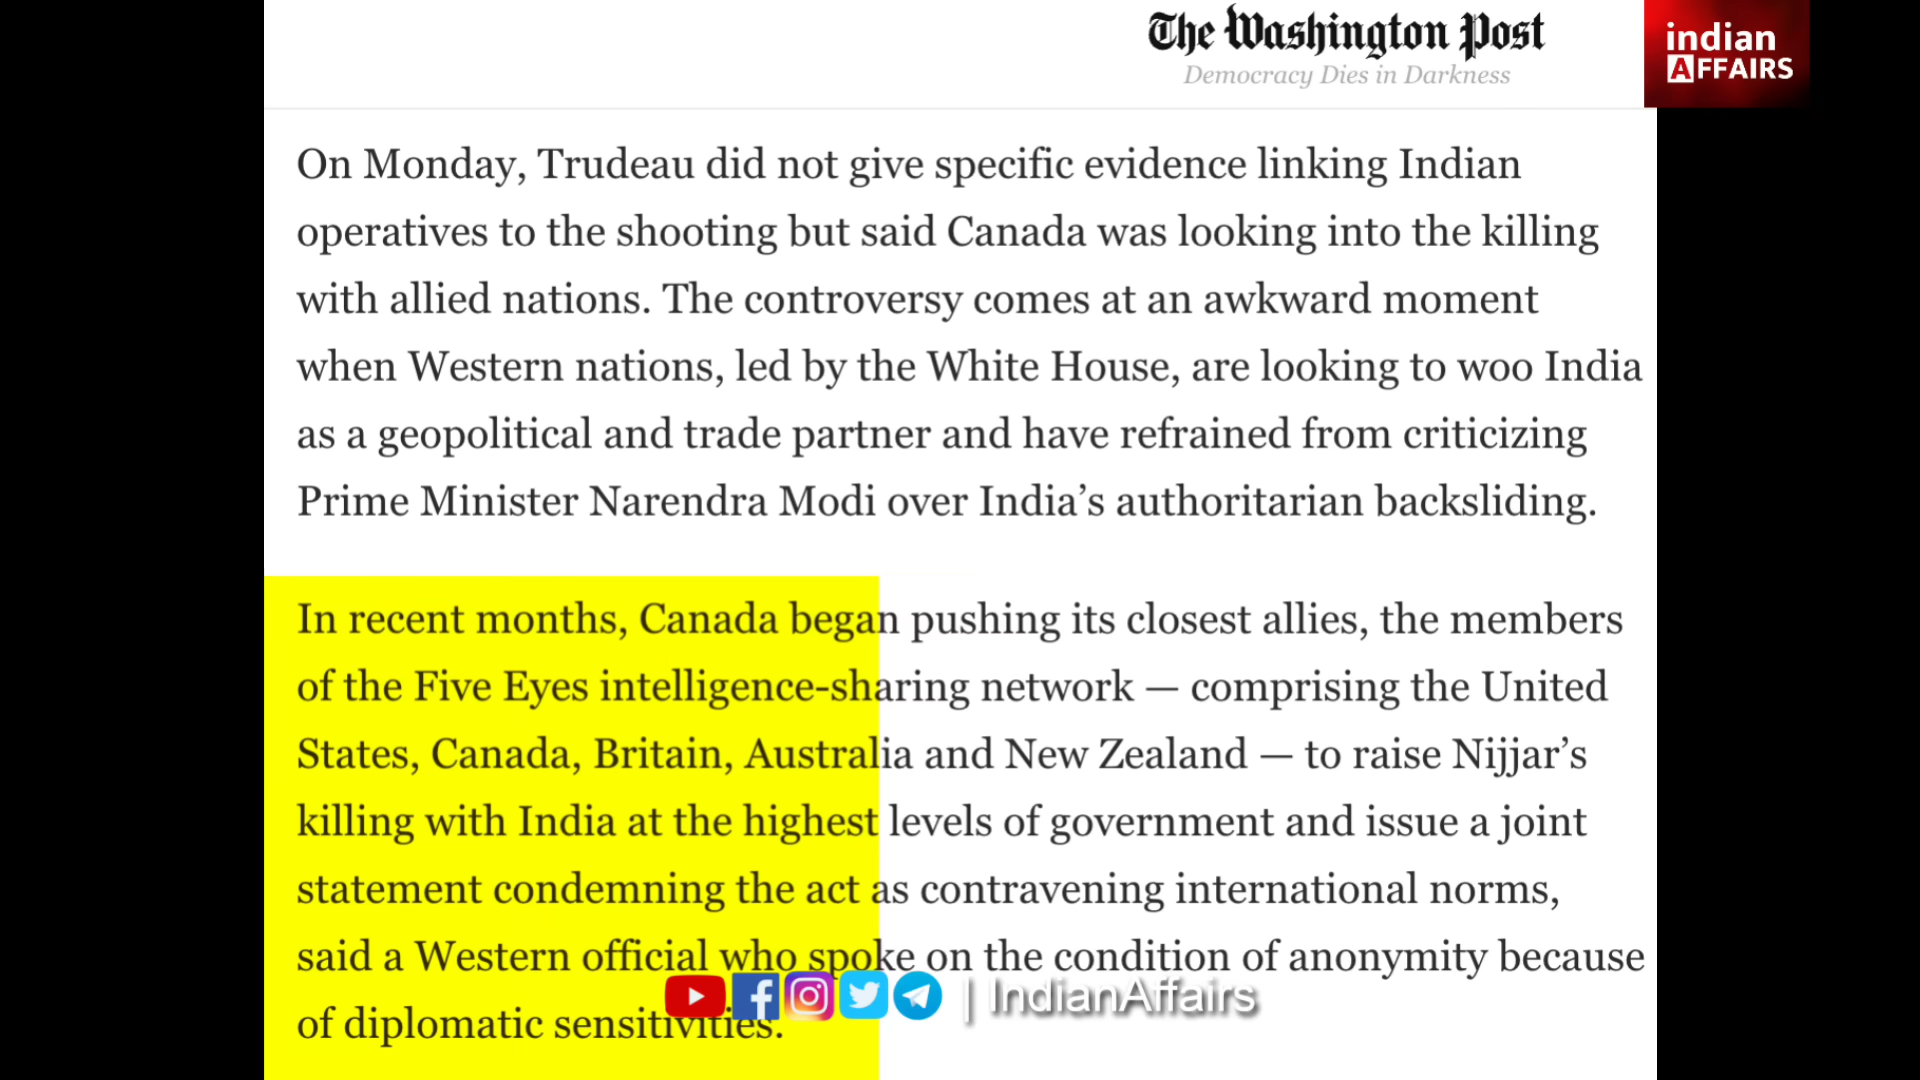 The Washington Post
Democracy Dies in Darkness
indian
AFFAIRS
On Monday, Trudeau did not give specific evidence linking Indian
operatives to the shooting but said Canada was looking into the killing
with allied nations. The controversy comes at an awkward moment
when Western nations, led by the White House, are looking to woo India
as a geopolitical and trade partner and have refrained from criticizing
Prime Minister Narendra Modi over India’s authoritarian backsliding.
In recent months, Canada began pushing its closest allies, the members
of the Five Eyes intelligence-sharing network — comprising the United
States, Canada, Britain, Australia and New Zealand — to raise Nijjar’s
killing with India at the highest levels of government and issue a joint
statement condemning the act as contravening international norms,
said a Western official who spoke on the condition of anonymity because
of diplomatic sensitivities.
| IndianAffairs